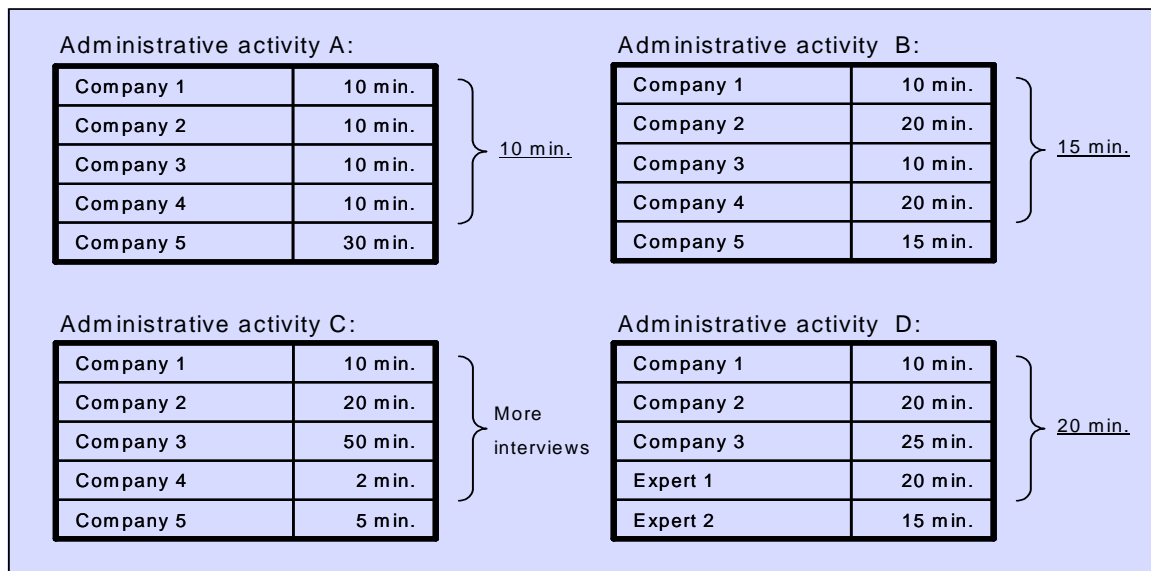 Administrative activity A:
Company 1 10 min.
Company 2 10 min.
Company 3 10 min.
Company 4 10 min.
Company 5 30 min.
10 min.
Administrative activity B:
Company 1 10 min.
Company 2 20 min.
Company 3 10 min.
Company 4 20 min.
Company 5 15 min.
15 min.
Administrative activity C:
Company 1 10 min.
Company 2 20 min.
Company 3 50 min.
Company 4 2 min.
Company 5 5 min.
More
interviews
Administrative activity D:
Company 1 10 min.
Company 2 20 min.
Company 3 25 min.
Expert 1 20 min.
Expert 2 15 min.
20 min.